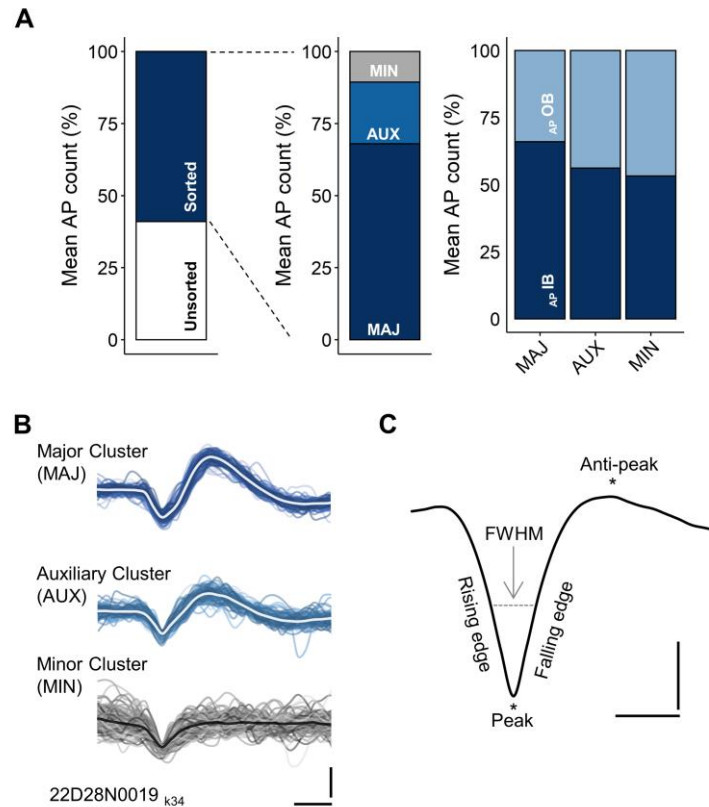 A
Mean AP count (%)
100
75
50
25
0
Sorted
Unsorted
Mean AP count (%)
100
75
50
25
0
MIN
AUX
MAJ
Mean AP count (%)
100
75
50
25
0
AP OB
AP IB
MAJ
AUX
MIN
B
Major Cluster
(MAJ)
Auxiliary Cluster
(AUX)
Minor Cluster
(MIN)
22D28N0019 k34
C
Anti-peak
*
FWHM
Rising edge
Falling edge
*
Peak